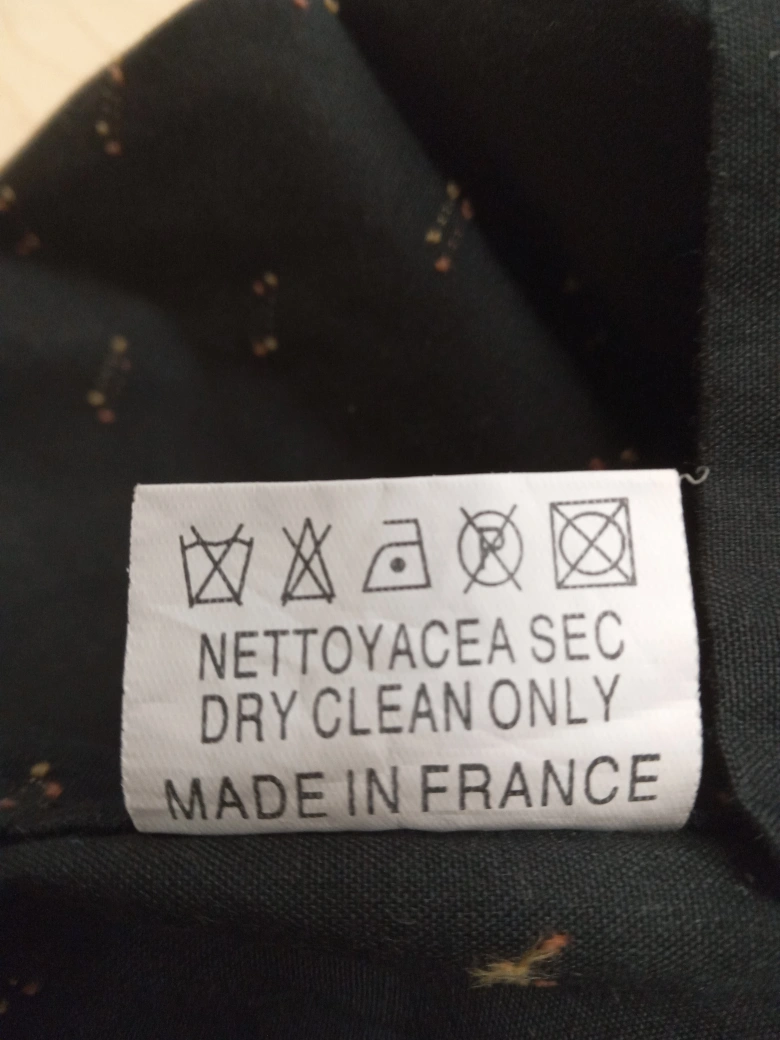 P
NETTOYACEA SEC
DRY CLEAN ONLY
MADE IN FRANCE